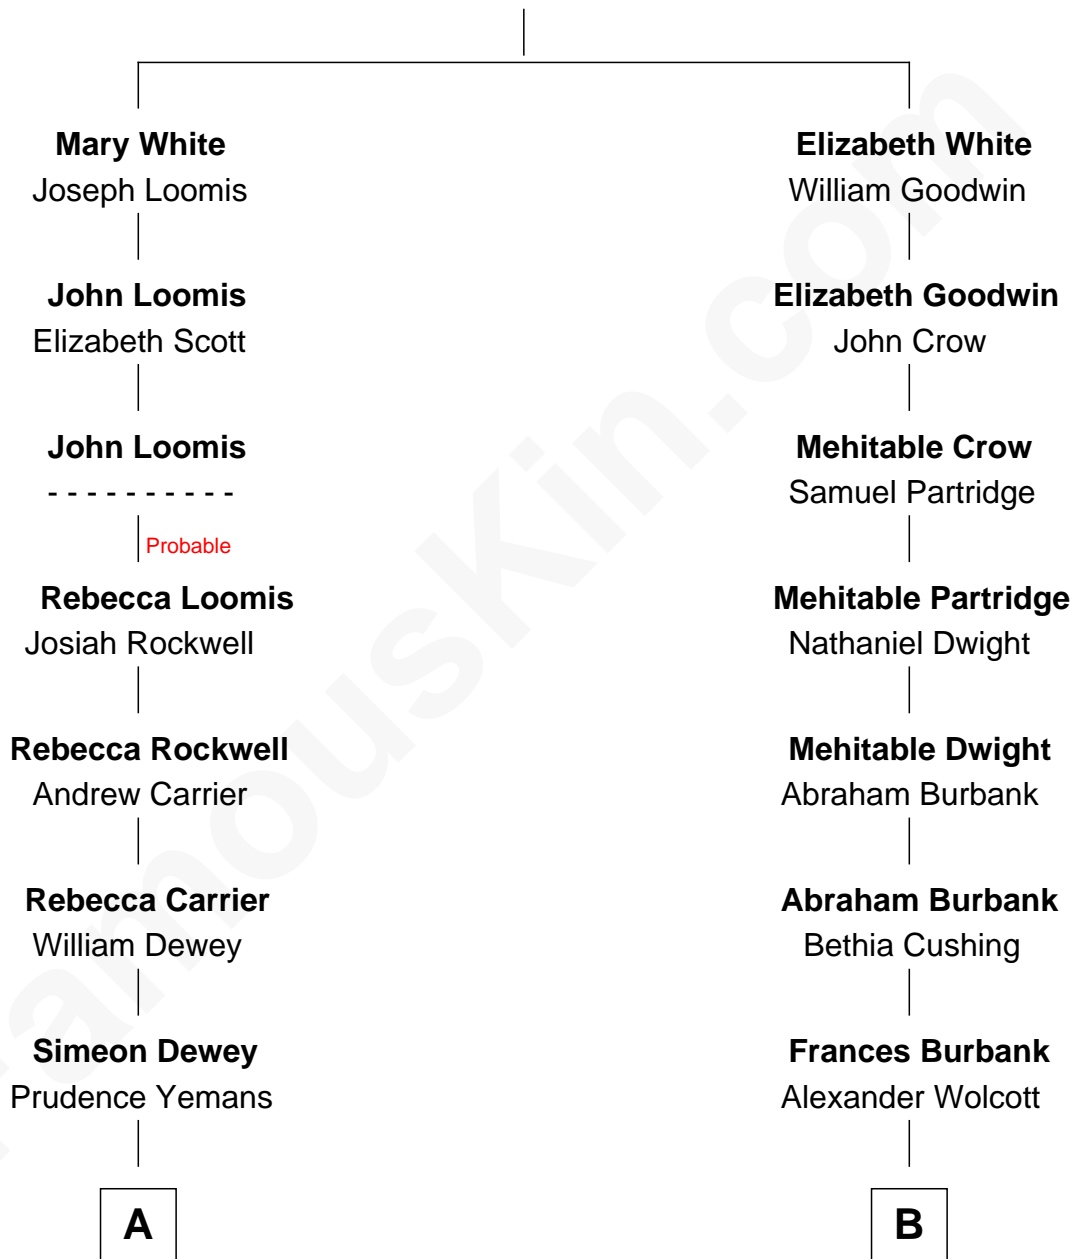 Mary White
Joseph Loomis
Elizabeth White
William Goodwin
John Loomis
Elizabeth Scott
Elizabeth Goodwin
John Crow
John Loomis
- - - - - - - - - -
Mehitable Crow
Samuel Partridge
Probable
Rebecca Loomis
Josiah Rockwell
Mehitable Partridge
Nathaniel Dwight
Rebecca Rockwell
Andrew Carrier
Mehitable Dwight
Abraham Burbank
Rebecca Carrier
William Dewey
Abraham Burbank
Bethia Cushing
Simeon Dewey
Prudence Yemans
Frances Burbank
Alexander Wolcott
A
B
FamousKin.com